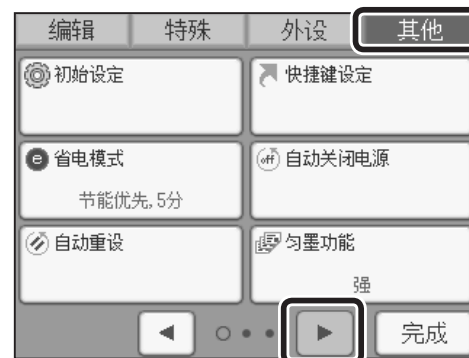 编辑 特殊 外设 其他
初始设定 快捷键设定
省电模式 自动关闭电源
节能优先,5分
自动重设 匀墨功能
强
完成